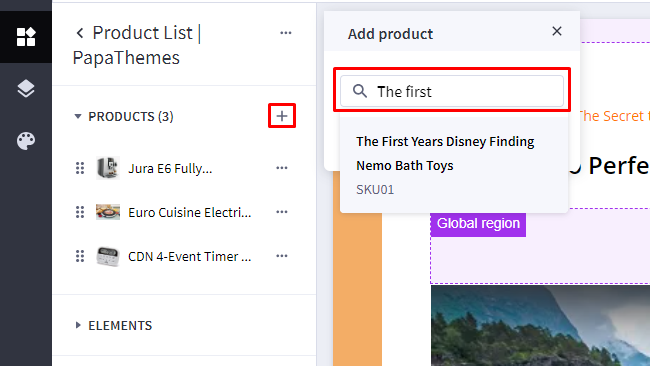 Product List |
PapaThemes
PRODUCTS (3)
Jura E6 Fully...
Euro Cuisine Electri...
CDN 4-Event Timer ...
ELEMENTS
Add product
The first
The First Years Disney Finding
Nemo Bath Toys
SKU01
The Secret t
o Perfe
Global region